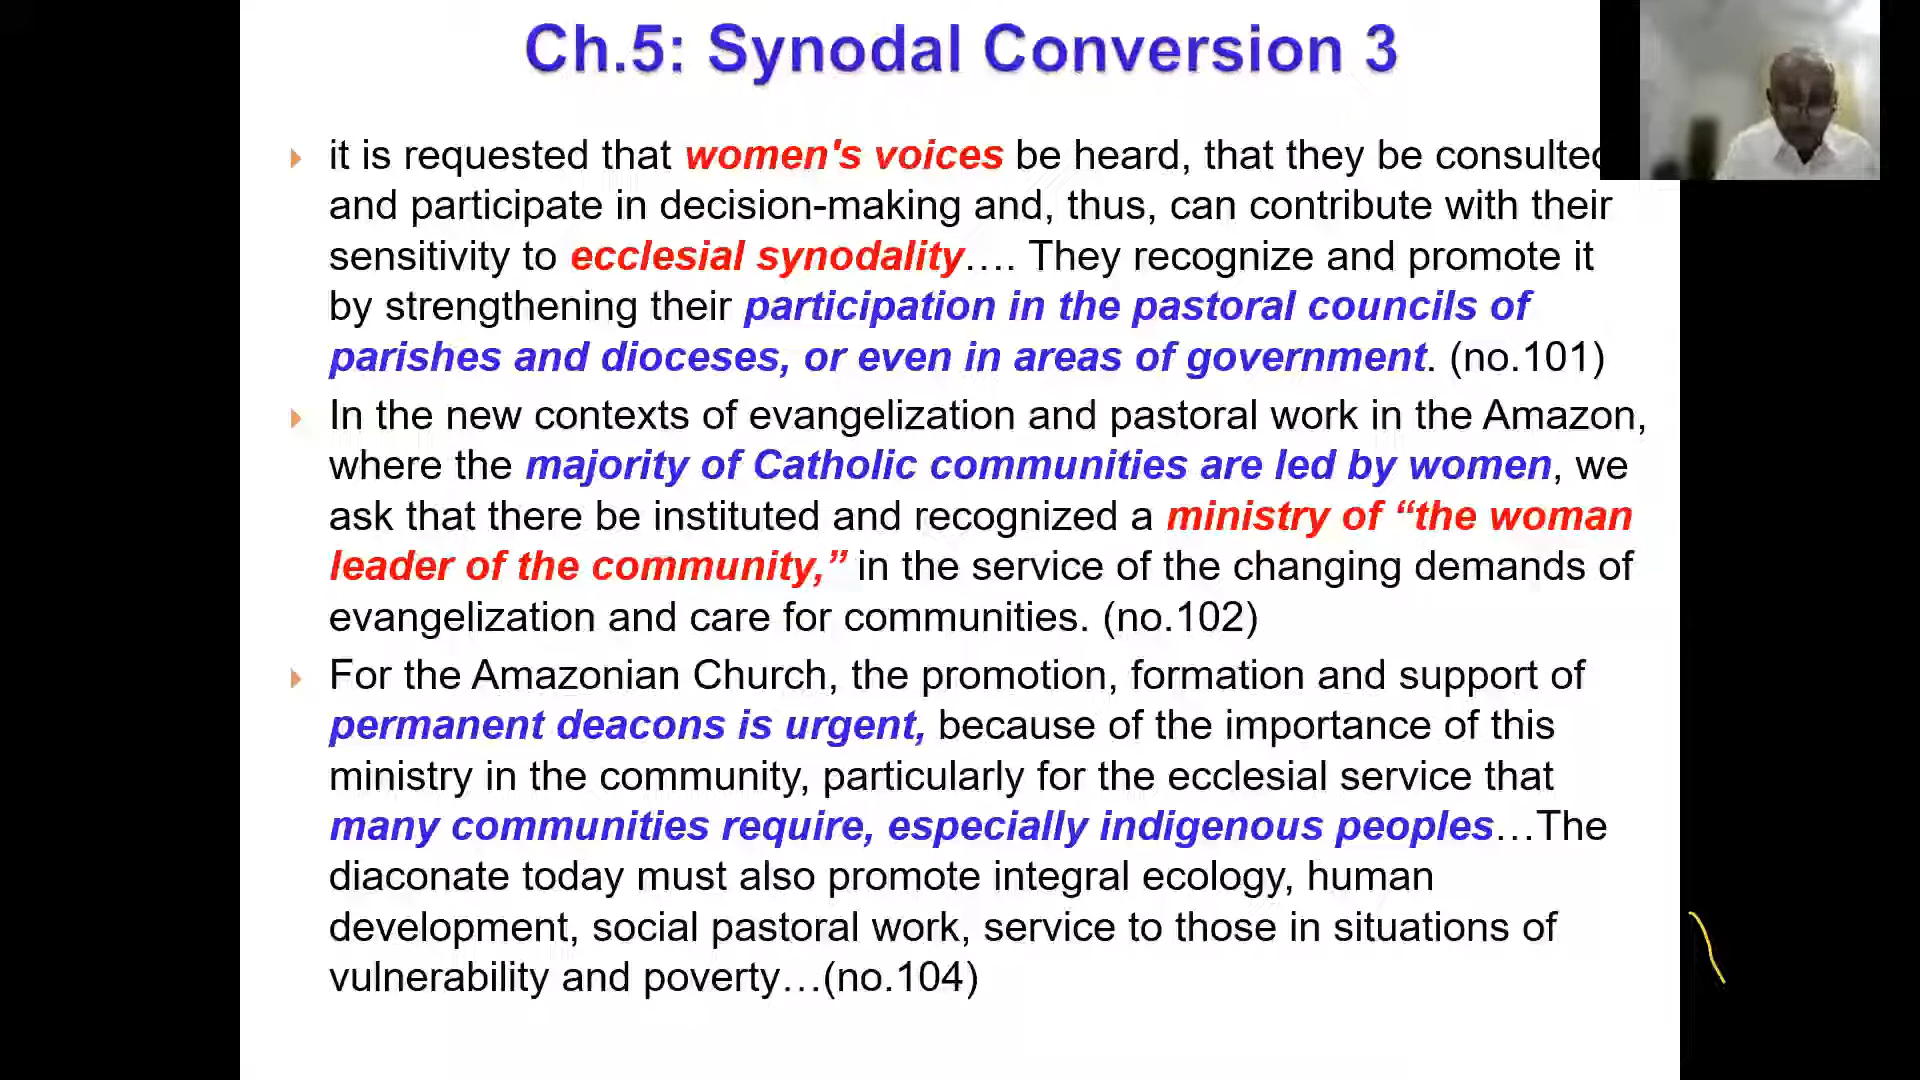 Ch.5: Synodal Conversion 3
it is requested that women's voices be heard, that they be consulted
and participate in decision-making and, thus, can contribute with their
sensitivity to ecclesial synodality…. They recognize and promote it
by strengthening their participation in the pastoral councils of
parishes and dioceses, or even in areas of government. (no.101)
In the new contexts of evangelization and pastoral work in the Amazon,
where the majority of Catholic communities are led by women, we
ask that there be instituted and recognized a ministry of “the woman
leader of the community,” in the service of the changing demands of
evangelization and care for communities. (no.102)
For the Amazonian Church, the promotion, formation and support of
permanent deacons is urgent, because of the importance of this
ministry in the community, particularly for the ecclesial service that
many communities require, especially indigenous peoples…The
diaconate today must also promote integral ecology, human
development, social pastoral work, service to those in situations of
vulnerability and poverty…(no.104)